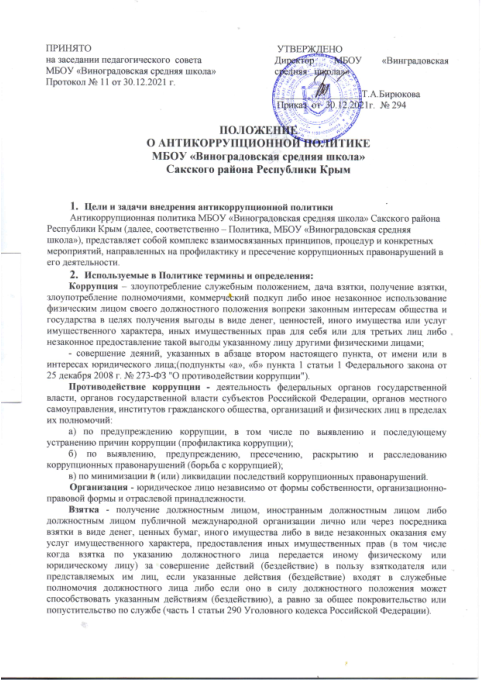 ПРИНЯТО
на заседании педагогического совета
МБОУ «Виноградовская средняя школа»
Протокол № 11 от 30.12.2021 г.
УТВЕРЖДЕНО
Директор МБОУ «Винградовская
средняя школа»
Т.А.Бирюкова
Приказ от 30.12.2021г. № 294
ПОЛОЖЕНИЕ
О АНТИКОРРУПЦИОННОЙ ПОЛИТИКЕ
МБОУ «Виноградовская средняя школа»
Сакского района Республики Крым
1. Цели и задачи внедрения антикоррупционной политики
Антикоррупционная политика МБОУ «Виноградовская средняя школа» Сакского района
Республики Крым (далее, соответственно – Политика, МБОУ «Виноградовская средняя
школа»), представляет собой комплекс взаимосвязанных принципов, процедур и конкретных
мероприятий, направленных на профилактику и пресечение коррупционных правонарушений в
его деятельности.
2. Используемые в Политике термины и определения:
Коррупция – злоупотребление служебным положением, дача взятки, получение взятки,
злоупотребление полномочиями, коммерческий подкуп либо иное незаконное использование
физическим лицом своего должностного положения вопреки законным интересам общества и
государства в целях получения выгоды в виде денег, ценностей, иного имущества или услуг
имущественного характера, иных имущественных прав для себя или для третьих лиц либо
незаконное предоставление такой выгоды указанному лицу другими физическими лицами;
- совершение деяний, указанных в абзаце втором настоящего пункта, от имени или в
интересах юридического лица;(подпункты «а», «б» пункта 1 статьи 1 Федерального закона от
25 декабря 2008 г. № 273-ФЗ "О противодействии коррупции").
Противодействие коррупции - деятельность федеральных органов государственной
власти, органов государственной власти субъектов Российской Федерации, органов местного
самоуправления, институтов гражданского общества, организаций и физических лиц в пределах
их полномочий:
а) по предупреждению коррупции, в том числе по выявлению и последующему
устранению причин коррупции (профилактика коррупции);
б) по выявлению, предупреждению, пресечению, раскрытию и расследованию
коррупционных правонарушений (борьба с коррупцией);
в) по минимизации и (или) ликвидации последствий коррупционных правонарушений.
Организация - юридическое лицо независимо от формы собственности, организационно-
правовой формы и отраслевой принадлежности.
Взятка - получение должностным лицом, иностранным должностным лицом либо
должностным лицом публичной международной организации лично или через посредника
взятки в виде денег, ценных бумаг, иного имущества либо в виде незаконных оказания ему
услуг имущественного характера, предоставления иных имущественных прав (в том числе
когда взятка по указанию должностного лица передается иному физическому или
юридическому лицу) за совершение действий (бездействие) в пользу взяткодателя или
представляемых им лиц, если указанные действия (бездействие) входят в служебные
полномочия должностного лица либо если оно в силу должностного положения может
способствовать указанным действиям (бездействию), а равно за общее покровительство или
попустительство по службе (часть 1 статьи 290 Уголовного кодекса Российской Федерации).